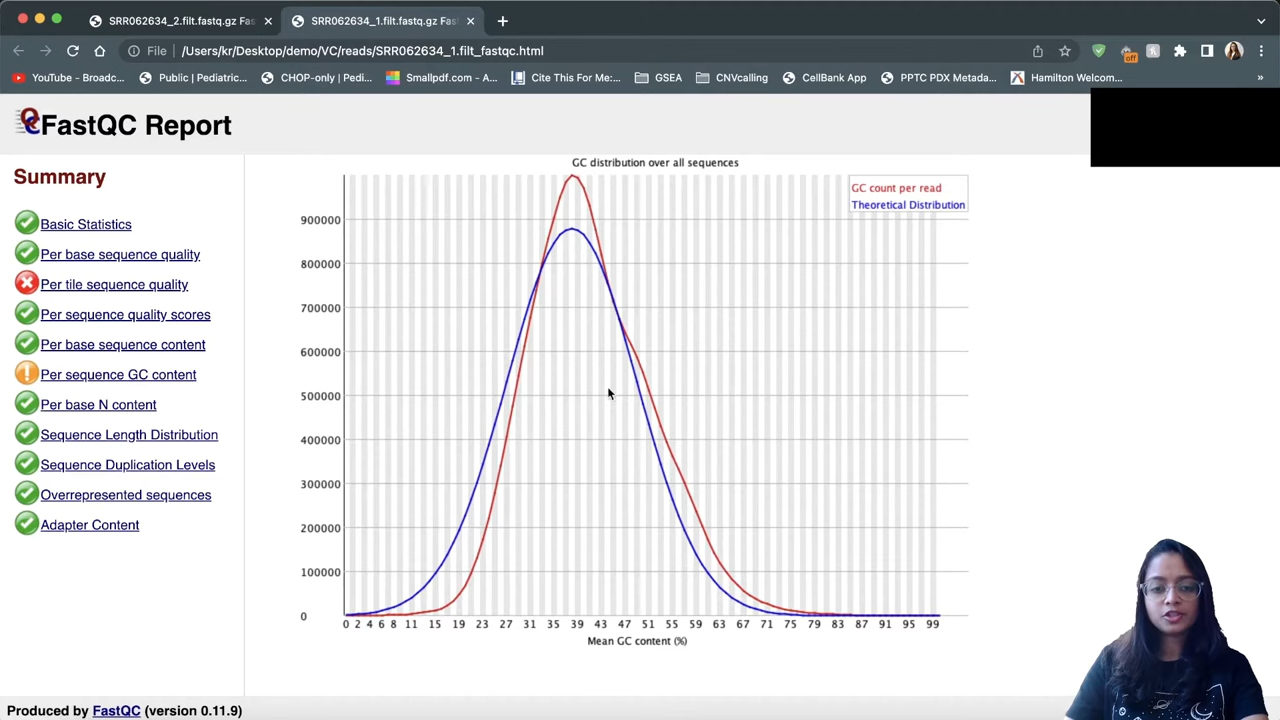 SRR062634_2.filt.fastq.gz Fas
SRR062634_1.filt.fastq.gz Fas
File
/Users/kr/Desktop/demo/VC/reads/SRR062634_1.filt_fastqc.html
off
YouTube - Broadc...
Public | Pediatric...
CHOP-only | Pedi...
Smallpdf.com - A...
Cite This For Me:...
GSEA
CNVcalling
CellBank App
PPTC PDX Metada...
Hamilton Welcom...
»
FastQC Report
Summary
Basic Statistics
Per base sequence quality
Per tile sequence quality
Per sequence quality scores
Per base sequence content
Per sequence GC content
Per base N content
Sequence Length Distribution
Sequence Duplication Levels
Overrepresented sequences
Adapter Content
GC distribution over all sequences
GC count per read
Theoretical Distribution
900000
800000
700000
600000
500000
400000
300000
200000
100000
0
0 2 4 6 8 11 15 19 23 27 31 35 39 43 47 51 55 59 63 67 71 75 79 83 87 91 95 99
Mean GC content (%)
Produced by FastQC (version 0.11.9)